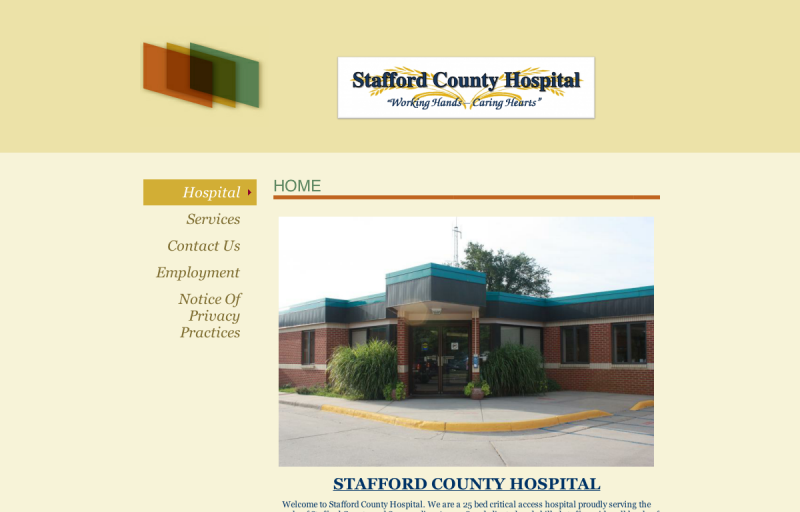 Stafford County Hospital
"Working Hands – Caring Hearts"
Hospital
Services
Contact Us
Employment
Notice Of
Privacy
Practices
HOME
STAFFORD COUNTY HOSPITAL
Welcome to Stafford County Hospital. We are a 25 bed critical access hospital proudly serving the